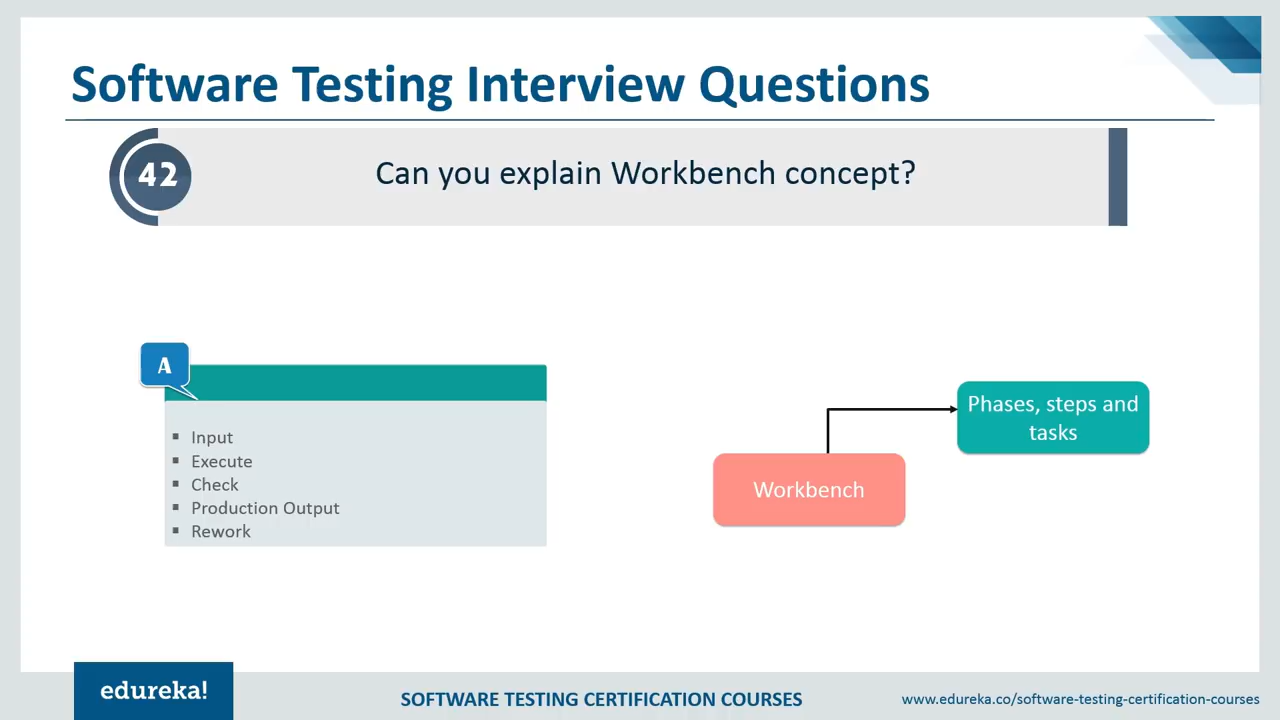 Software Testing Interview Questions
42
Can you explain Workbench concept?
A
▪ Input
▪ Execute
▪ Check
▪ Production Output
▪ Rework
Phases, steps and
tasks
Workbench
edureka!
SOFTWARE TESTING CERTIFICATION COURSES
www.edureka.co/software-testing-certification-courses